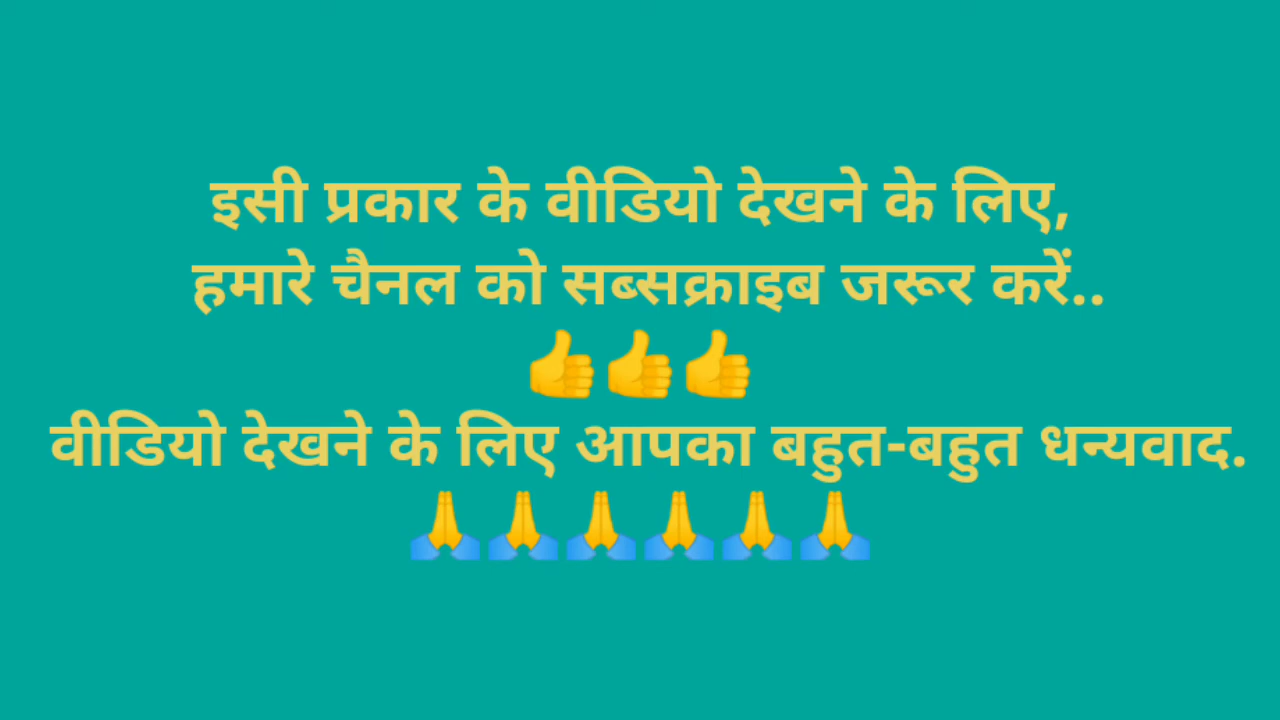 इसी प्रकार के वीडियो देखने के लिए,
हमारे चैनल को सब्सक्राइब जरूर करें..
👍👍👍
वीडियो देखने के लिए आपका बहुत-बहुत धन्यवाद.
🙏🙏🙏🙏🙏🙏